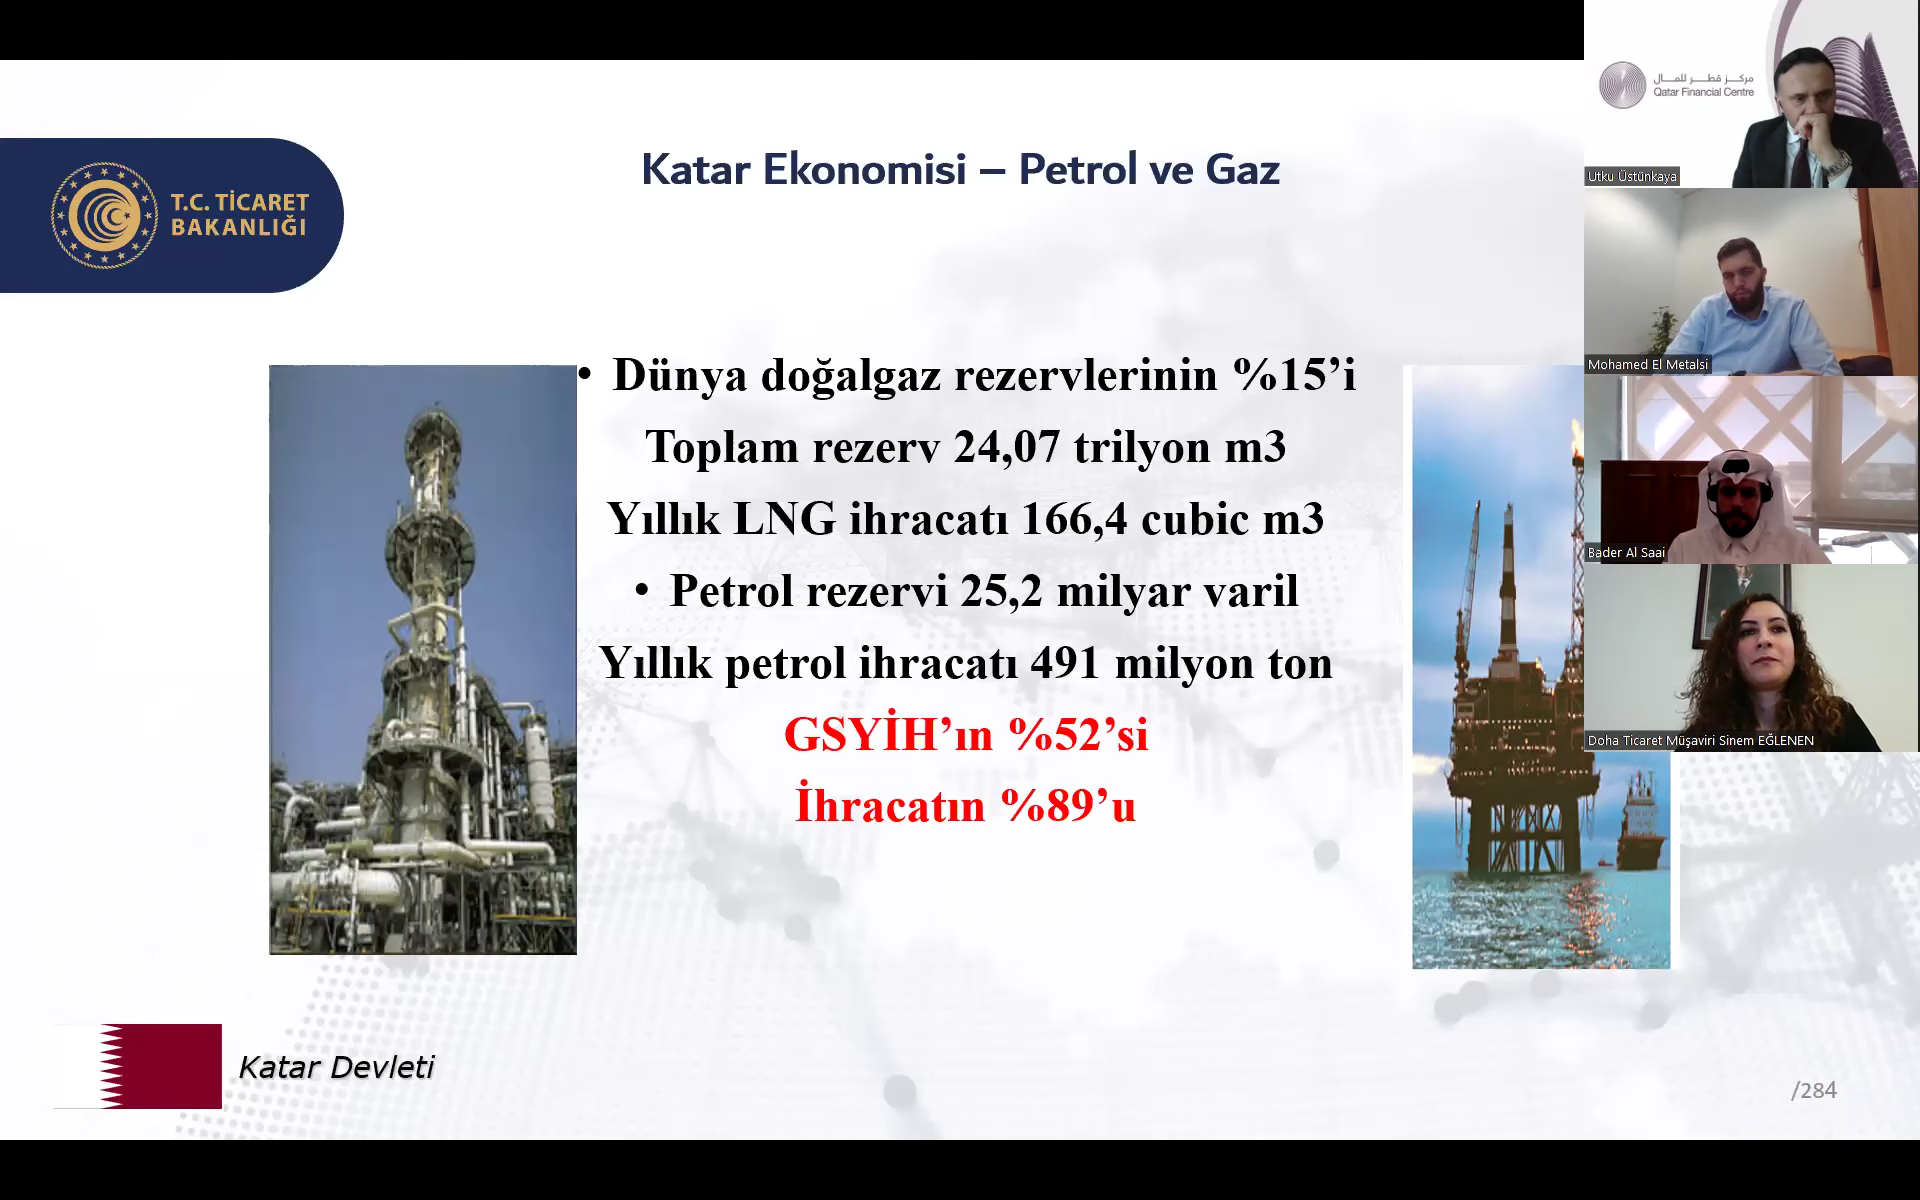 T.C. TİCARET
BAKANLIĞI
Katar Ekonomisi – Petrol ve Gaz
• Dünya doğalgaz rezervlerinin %15’i
Toplam rezerv 24,07 trilyon m3
Yıllık LNG ihracatı 166,4 cubic m3
• Petrol rezervi 25,2 milyar varil
Yıllık petrol ihracatı 491 milyon ton
GSYİH’ın %52’si
İhracatın %89’u
Katar Devleti
/284
مركز قطر للمال
Qatar Financial Centre
Utku Üstünkaya
Mohamed El Metalsi
Bader Al Saai
Doha Ticaret Müşaviri Sinem EĞLENEN